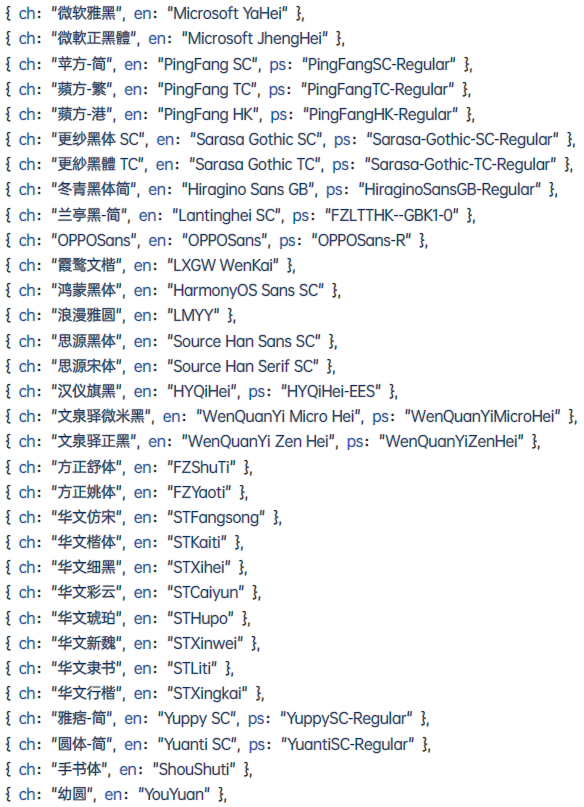 { ch: "微软雅黑", en: "Microsoft YaHei" },
{ ch: "微軟正黑體", en: "Microsoft JhengHei" },
{ ch: "苹方-简", en: "PingFang SC", ps: "PingFangSC-Regular" },
{ ch: "蘋方-繁", en: "PingFang TC", ps: "PingFangTC-Regular" },
{ ch: "蘋方-港", en: "PingFang HK", ps: "PingFangHK-Regular" },
{ ch: "更纱黑体 SC", en: "Sarasa Gothic SC", ps: "Sarasa-Gothic-SC-Regular" },
{ ch: "更紗黑體 TC", en: "Sarasa Gothic TC", ps: "Sarasa-Gothic-TC-Regular" },
{ ch: "冬青黑体简", en: "Hiragino Sans GB", ps: "HiraginoSansGB-Regular" },
{ ch: "兰亭黑-简", en: "Lantinghei SC", ps: "FZLTTHK--GBK1-0" },
{ ch: "OPPOSans", en: "OPPOSans", ps: "OPPOSans-R" },
{ ch: "霞鹜文楷", en: "LXGW WenKai" },
{ ch: "鸿蒙黑体", en: "HarmonyOS Sans SC" },
{ ch: "浪漫雅圆", en: "LMYY" },
{ ch: "思源黑体", en: "Source Han Sans SC" },
{ ch: "思源宋体", en: "Source Han Serif SC" },
{ ch: "汉仪旗黑", en: "HYQiHei", ps: "HYQiHei-EES" },
{ ch: "文泉驿微米黑", en: "WenQuanYi Micro Hei", ps: "WenQuanYiMicroHei" },
{ ch: "文泉驿正黑", en: "WenQuanYi Zen Hei", ps: "WenQuanYiZenHei" },
{ ch: "方正舒体", en: "FZShuTi" },
{ ch: "方正姚体", en: "FZYaoti" },
{ ch: "华文仿宋", en: "STFangsong" },
{ ch: "华文楷体", en: "STKaiti" },
{ ch: "华文细黑", en: "STXihei" },
{ ch: "华文彩云", en: "STCaiyun" },
{ ch: "华文琥珀", en: "STHupo" },
{ ch: "华文新魏", en: "STXinwei" },
{ ch: "华文隶书", en: "STLiti" },
{ ch: "华文行楷", en: "STXingkai" },
{ ch: "雅痞-简", en: "Yuppy SC", ps: "YuppySC-Regular" },
{ ch: "圆体-简", en: "Yuanti SC", ps: "YuantiSC-Regular" },
{ ch: "手书体", en: "ShouShuti" },
{ ch: "幼圆", en: "YouYuan" },